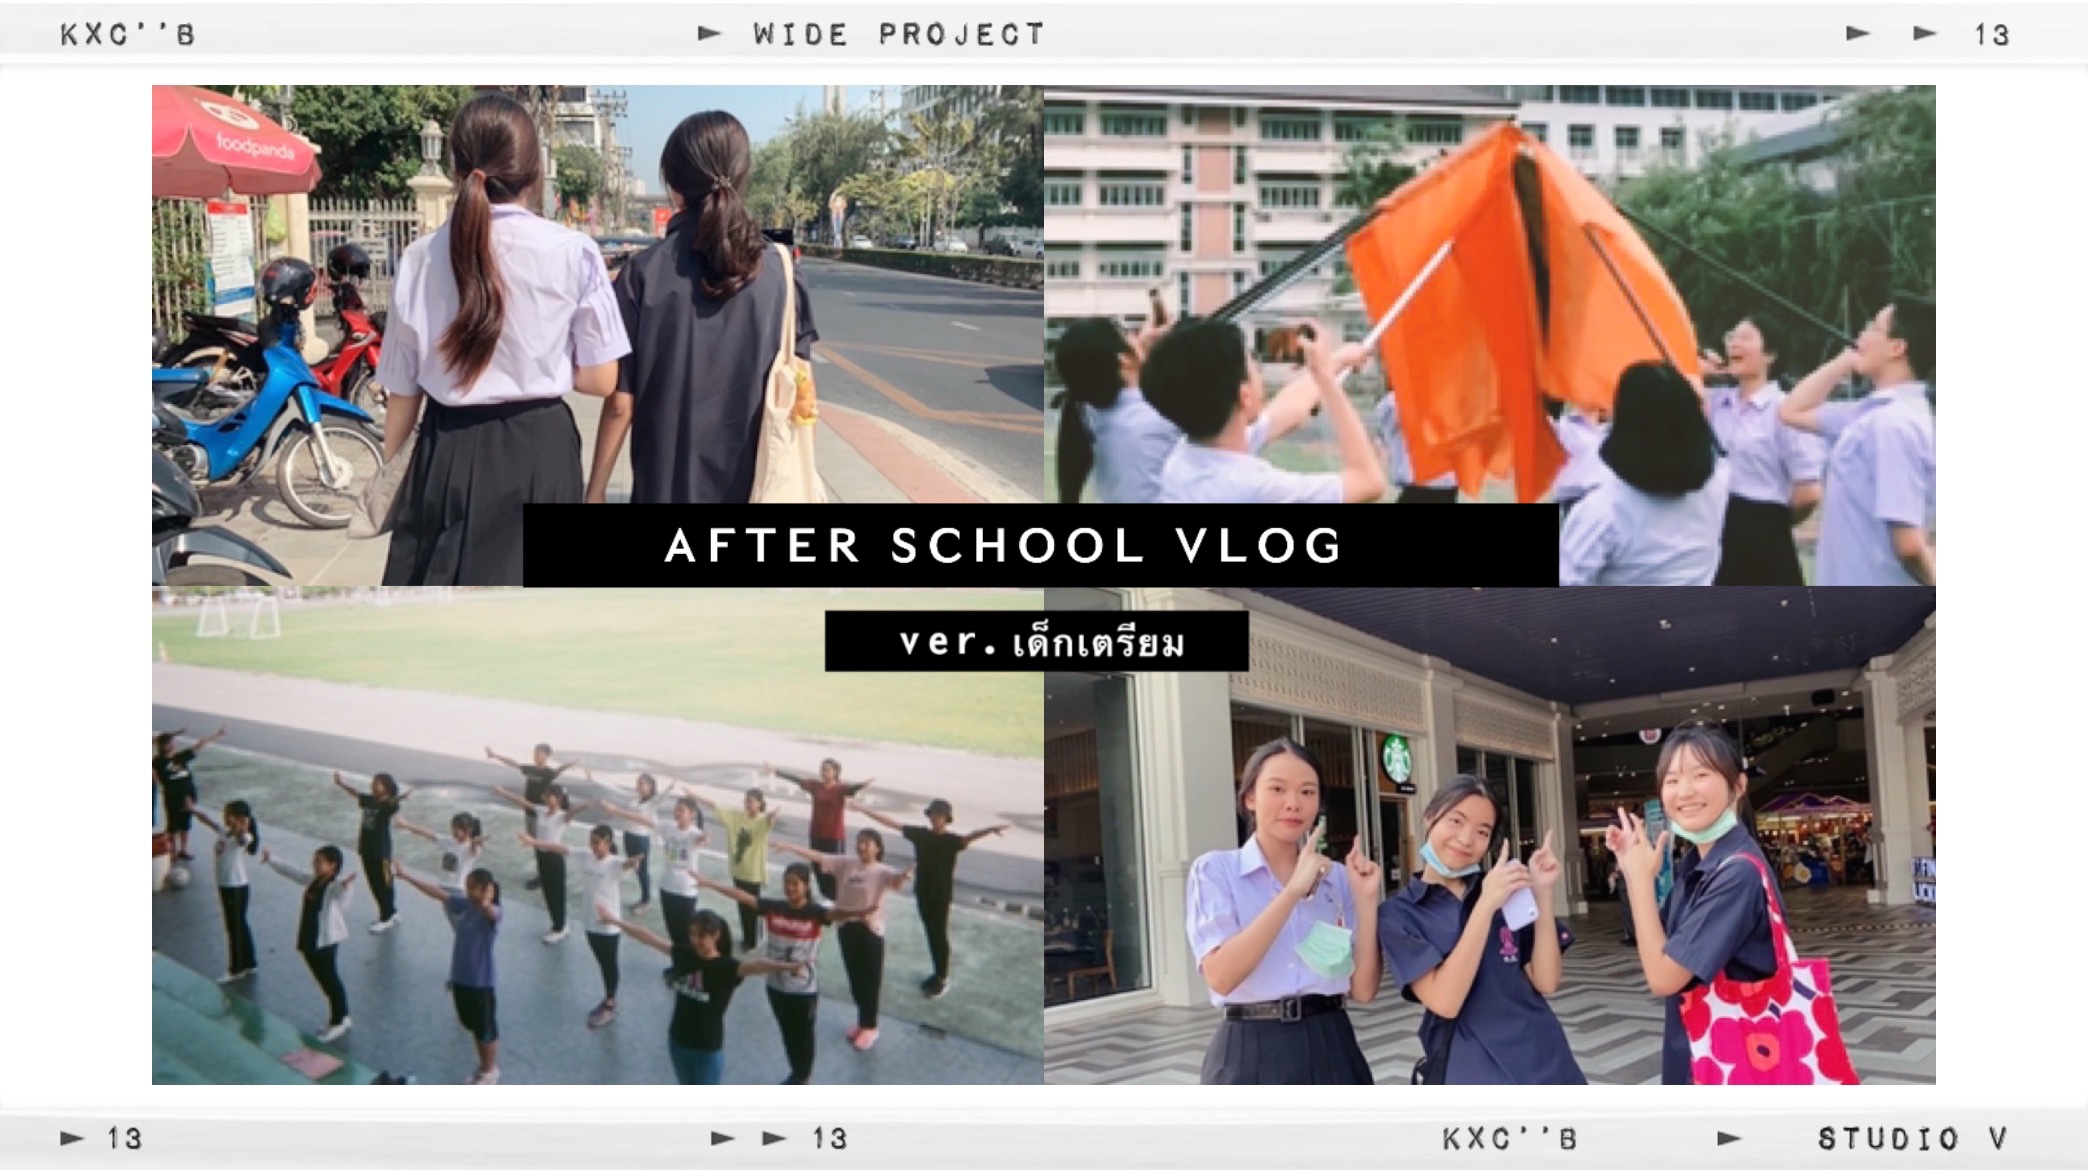 KXC''B ► WIDE PROJECT ► ► 13
foodpanda
AFTER SCHOOL VLOG
ver. เด็กเตรียม
► 13 ► ► 13 KXC''B ► STUDIO V